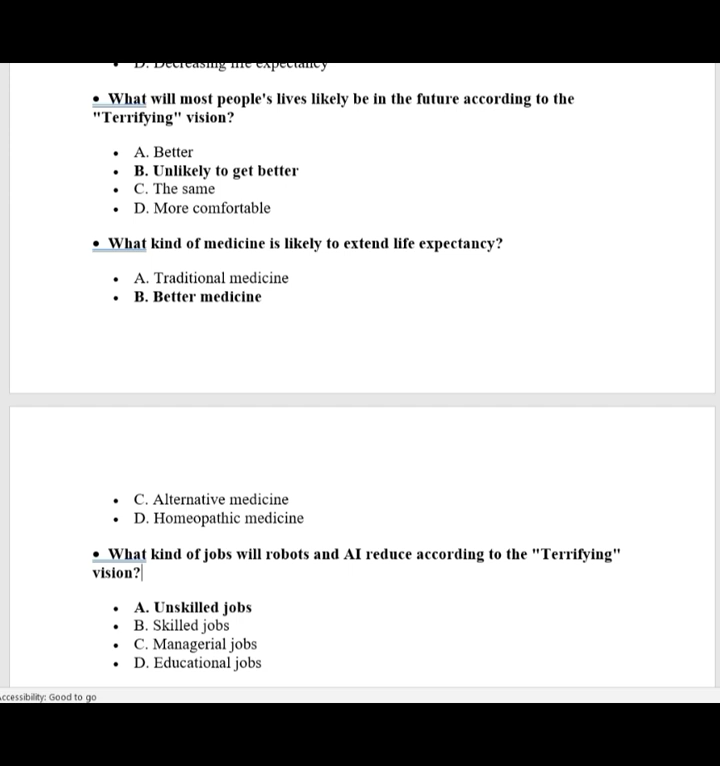 • D. Decreasing life expectancy
• What will most people's lives likely be in the future according to the
"Terrifying" vision?
• A. Better
• B. Unlikely to get better
• C. The same
• D. More comfortable
• What kind of medicine is likely to extend life expectancy?
• A. Traditional medicine
• B. Better medicine
• C. Alternative medicine
• D. Homeopathic medicine
• What kind of jobs will robots and AI reduce according to the "Terrifying"
vision?
• A. Unskilled jobs
• B. Skilled jobs
• C. Managerial jobs
• D. Educational jobs
ccessibility: Good to go